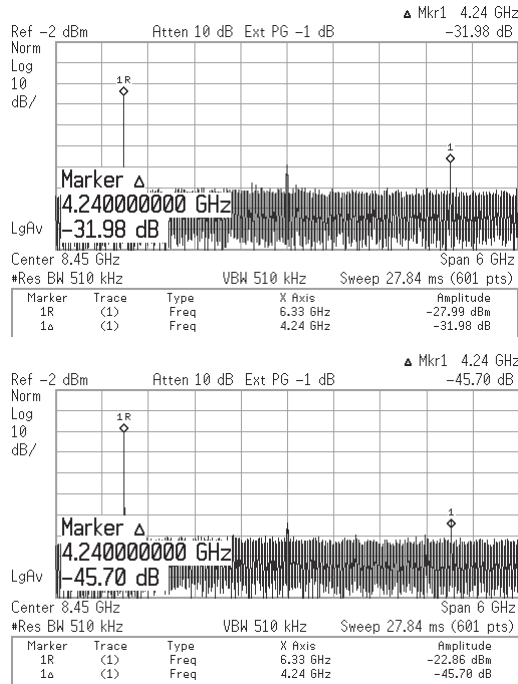 Δ Mkr1 4.24 GHz
Ref -2 dBm Atten 10 dB Ext PG -1 dB -31.98 dB
Norm
Log
10
dB/
1R
1
Marker Δ
4.240000000 GHz
-31.98 dB
LgAv
Center 8.45 GHz Span 6 GHz
#Res BW 510 kHz VBW 510 kHz Sweep 27.84 ms (601 pts)
Marker Trace Type X Axis Amplitude
1R (1) Freq 6.33 GHz -27.99 dBm
1Δ (1) Freq 4.24 GHz -31.98 dB
Δ Mkr1 4.24 GHz
Ref -2 dBm Atten 10 dB Ext PG -1 dB -45.70 dB
Norm
Log
10
dB/
1R
1
Marker Δ
4.240000000 GHz
-45.70 dB
LgAv
Center 8.45 GHz Span 6 GHz
#Res BW 510 kHz VBW 510 kHz Sweep 27.84 ms (601 pts)
Marker Trace Type X Axis Amplitude
1R (1) Freq 6.33 GHz -22.86 dBm
1Δ (1) Freq 4.24 GHz -45.70 dB